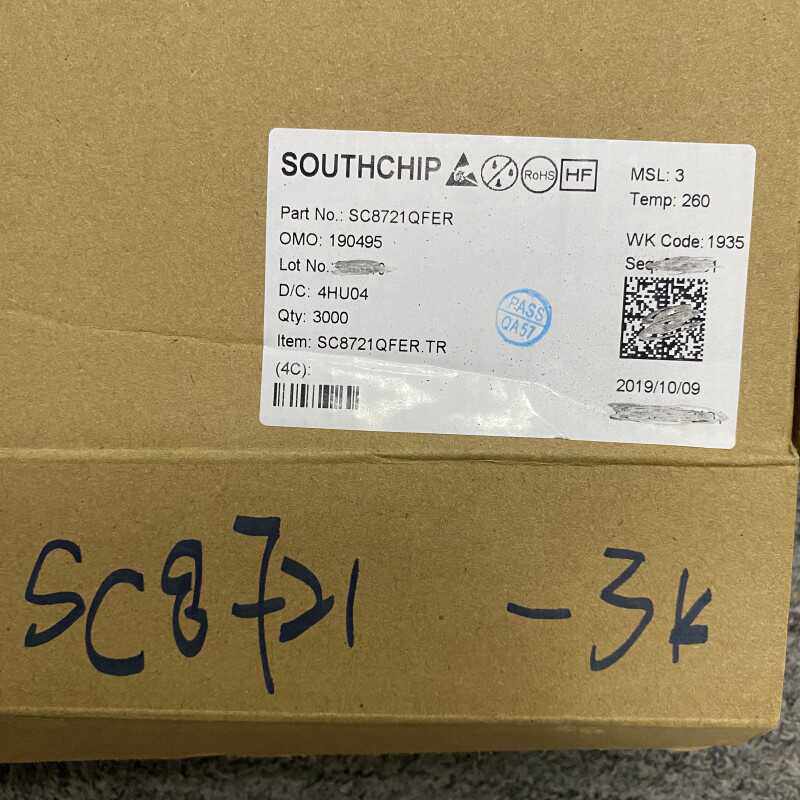 SOUTHCHIP RoHS HF
MSL: 3
Temp: 260
Part No.: SC8721QFER
OMO: 190495
WK Code: 1935
Lot No.:
Seq
D/C: 4HU04
Qty: 3000
PASS
QA57
Item: SC8721QFER.TR
(4C):
2019/10/09
SC8721 -3K